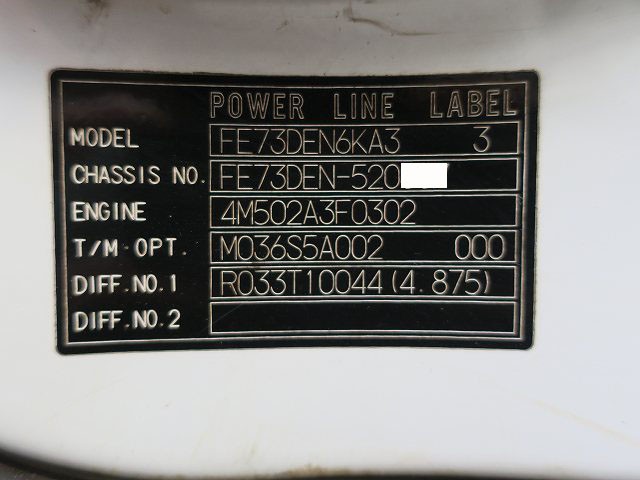 POWER LINE LABEL
MODEL FE73DEN6KA3 3
CHASSIS NO. FE73DEN-520
ENGINE 4M502A3F0302
T/M OPT. M036S5A002 000
DIFF.NO.1 R033T10044(4.875)
DIFF.NO.2